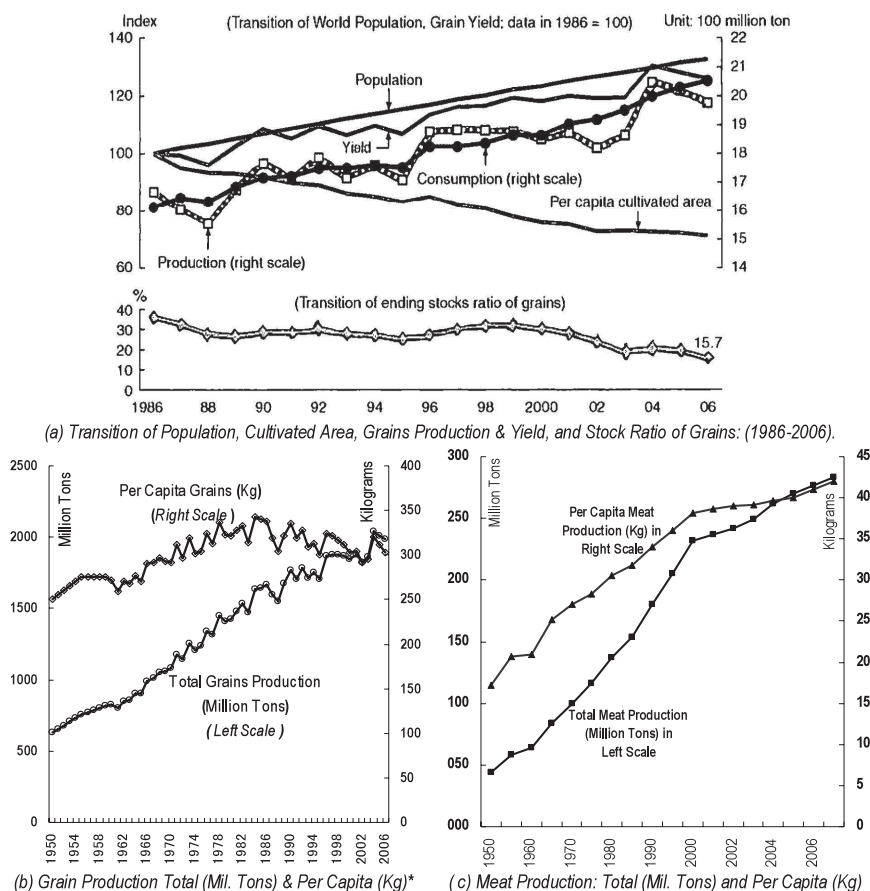 Index (Transition of World Population, Grain Yield; data in 1986 = 100) Unit: 100 million ton
140
120
100
80
60
22
21
20
19
18
17
16
15
14
Population
Yield
Consumption (right scale)
Per capita cultivated area
Production (right scale)
%
(Transition of ending stocks ratio of grains)
40
30
20
10
0
15.7
1986 88 90 92 94 96 98 2000 02 04 06
(a) Transition of Population, Cultivated Area, Grains Production & Yield, and Stock Ratio of Grains: (1986-2006).
2500
2000
1500
1000
500
0
Million Tons
Per Capita Grains (Kg)
(Right Scale)
Total Grains Production
(Million Tons)
(Left Scale)
Kilograms
400
350
300
250
200
150
100
50
0
1950 1954 1958 1962 1966 1970 1974 1978 1982 1986 1990 1994 1998 2002 2006
(b) Grain Production Total (Mil. Tons) & Per Capita (Kg)*
300
250
200
150
100
050
000
Million Tons
Per Capita Meat
Production (Kg) in
Right Scale
Total Meat Production
(Million Tons) in
Left Scale
Kilograms
45
40
35
30
25
20
15
10
5
0
1950 1960 1970 1980 1990 2000 2002 2004 2006
(c) Meat Production: Total (Mil. Tons) and Per Capita (Kg)